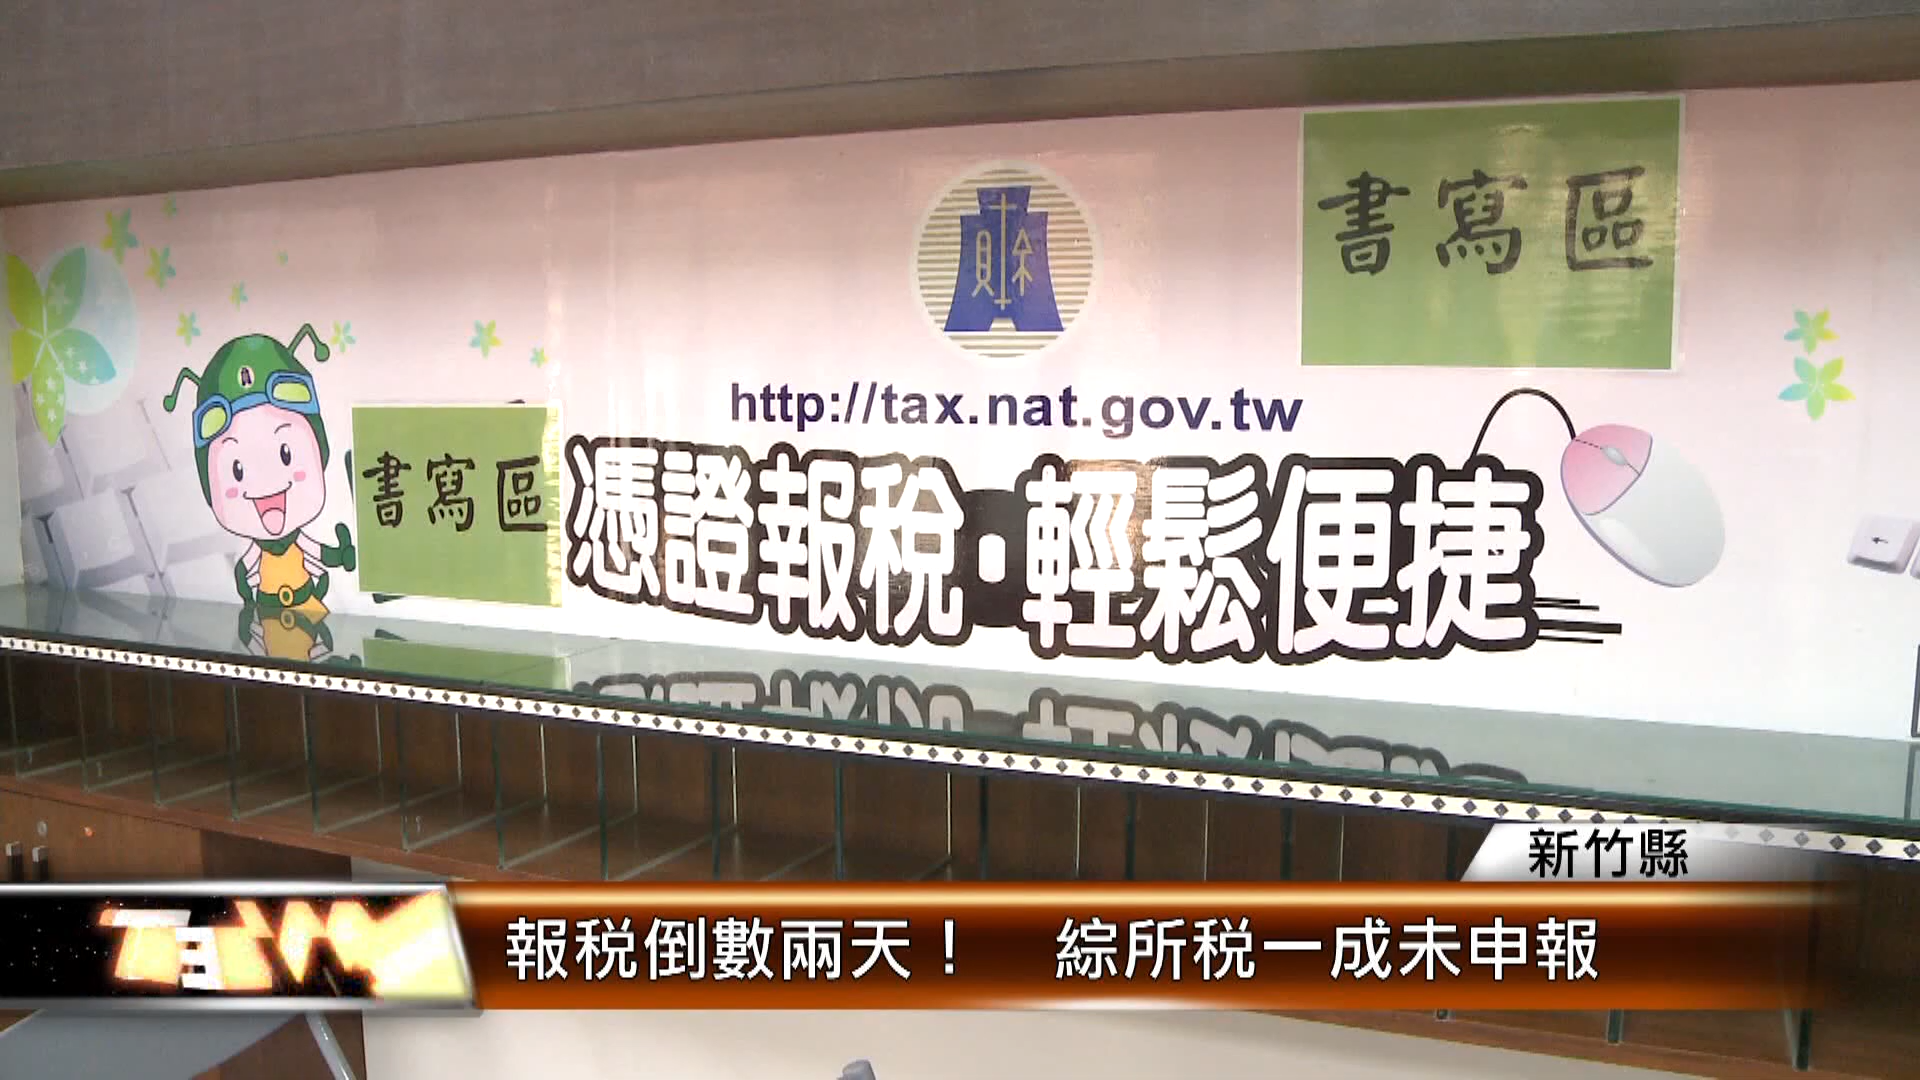 書寫區
財
http://tax.nat.gov.tw
書寫區
憑證報稅·輕鬆便捷
新竹縣
報稅倒數兩天！ 綜所稅一成未申報